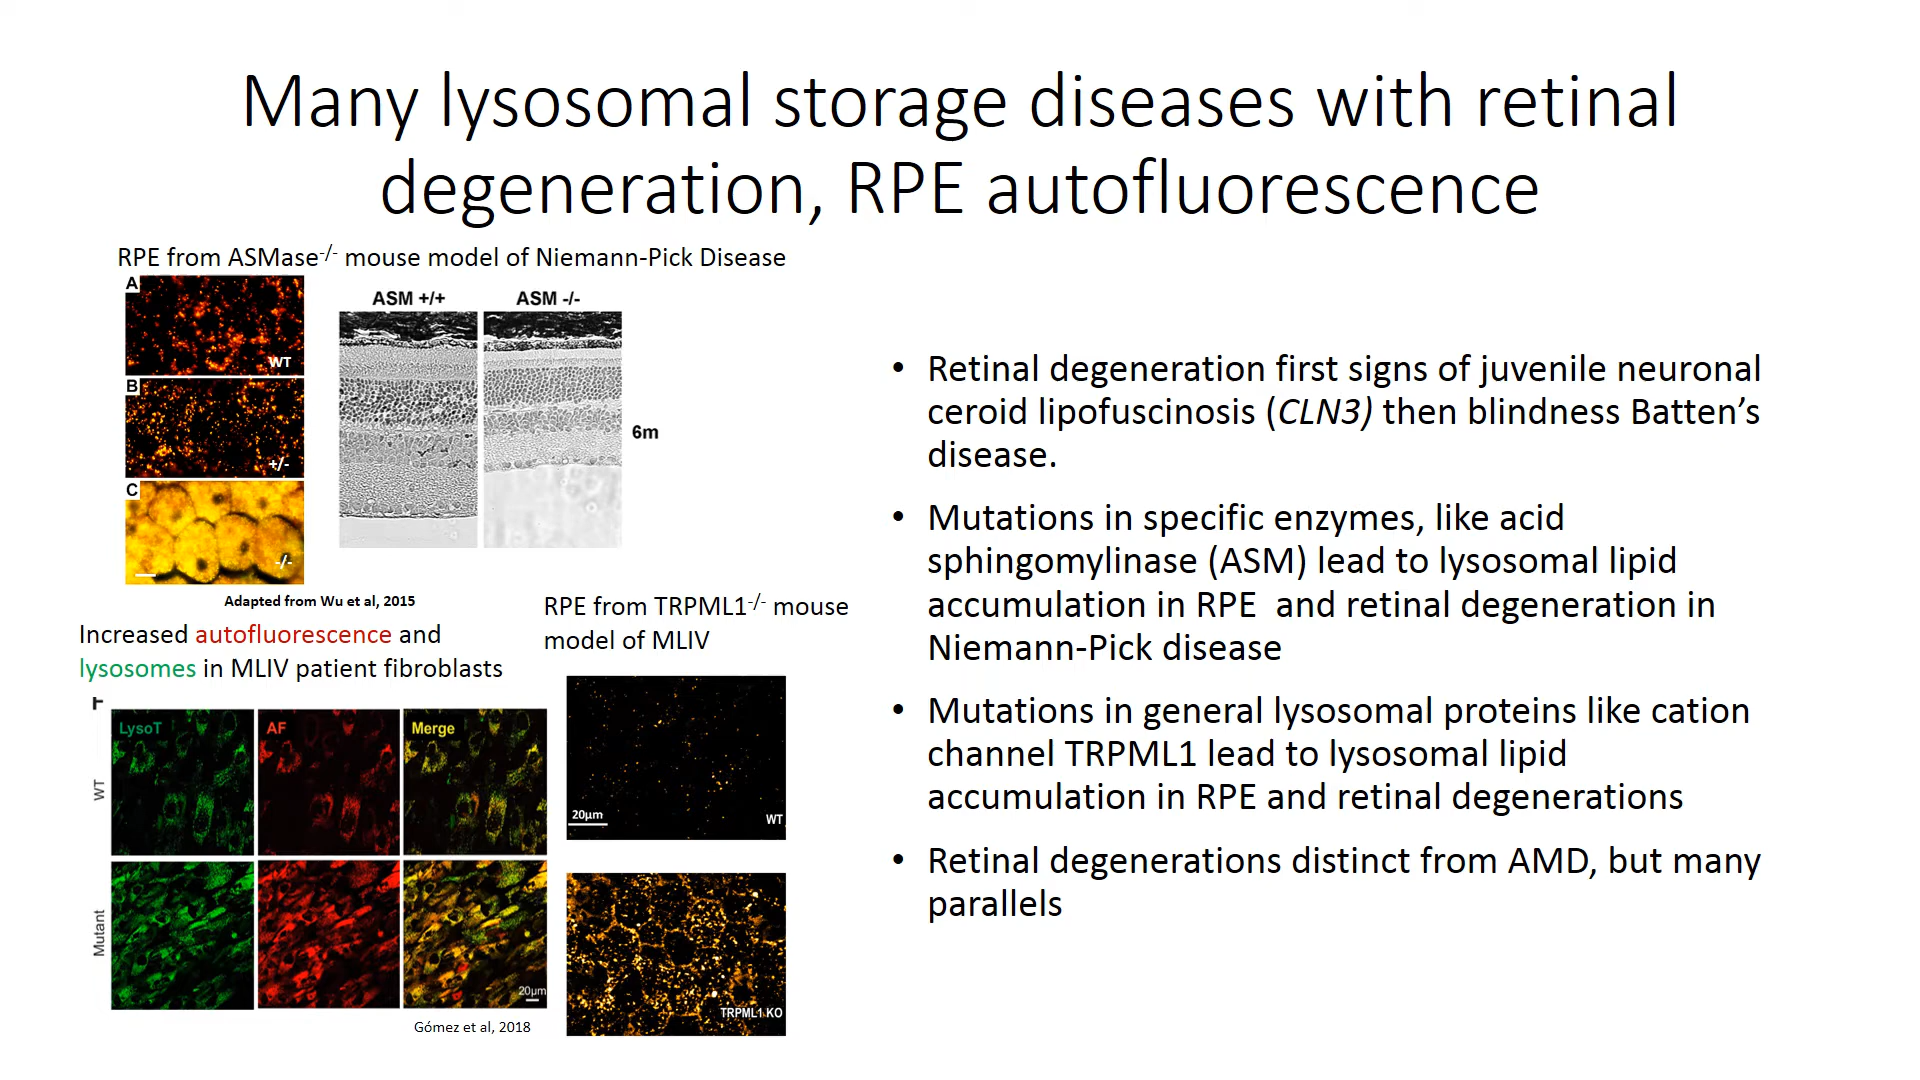 Many lysosomal storage diseases with retinal
degeneration, RPE autofluorescence
RPE from ASMase-/- mouse model of Niemann-Pick Disease
A
WT
B
+/-
C
-/-
ASM +/+
ASM -/-
6m
Adapted from Wu et al, 2015
Increased autofluorescence and
lysosomes in MLIV patient fibroblasts
LysoT
AF
Merge
WT
Mutant
20µm
Gómez et al, 2018
RPE from TRPML1-/- mouse
model of MLIV
20µm
WT
TRPML1 KO
• Retinal degeneration first signs of juvenile neuronal
ceroid lipofuscinosis (CLN3) then blindness Batten’s
disease.
• Mutations in specific enzymes, like acid
sphingomylinase (ASM) lead to lysosomal lipid
accumulation in RPE and retinal degeneration in
Niemann-Pick disease
• Mutations in general lysosomal proteins like cation
channel TRPML1 lead to lysosomal lipid
accumulation in RPE and retinal degenerations
• Retinal degenerations distinct from AMD, but many
parallels